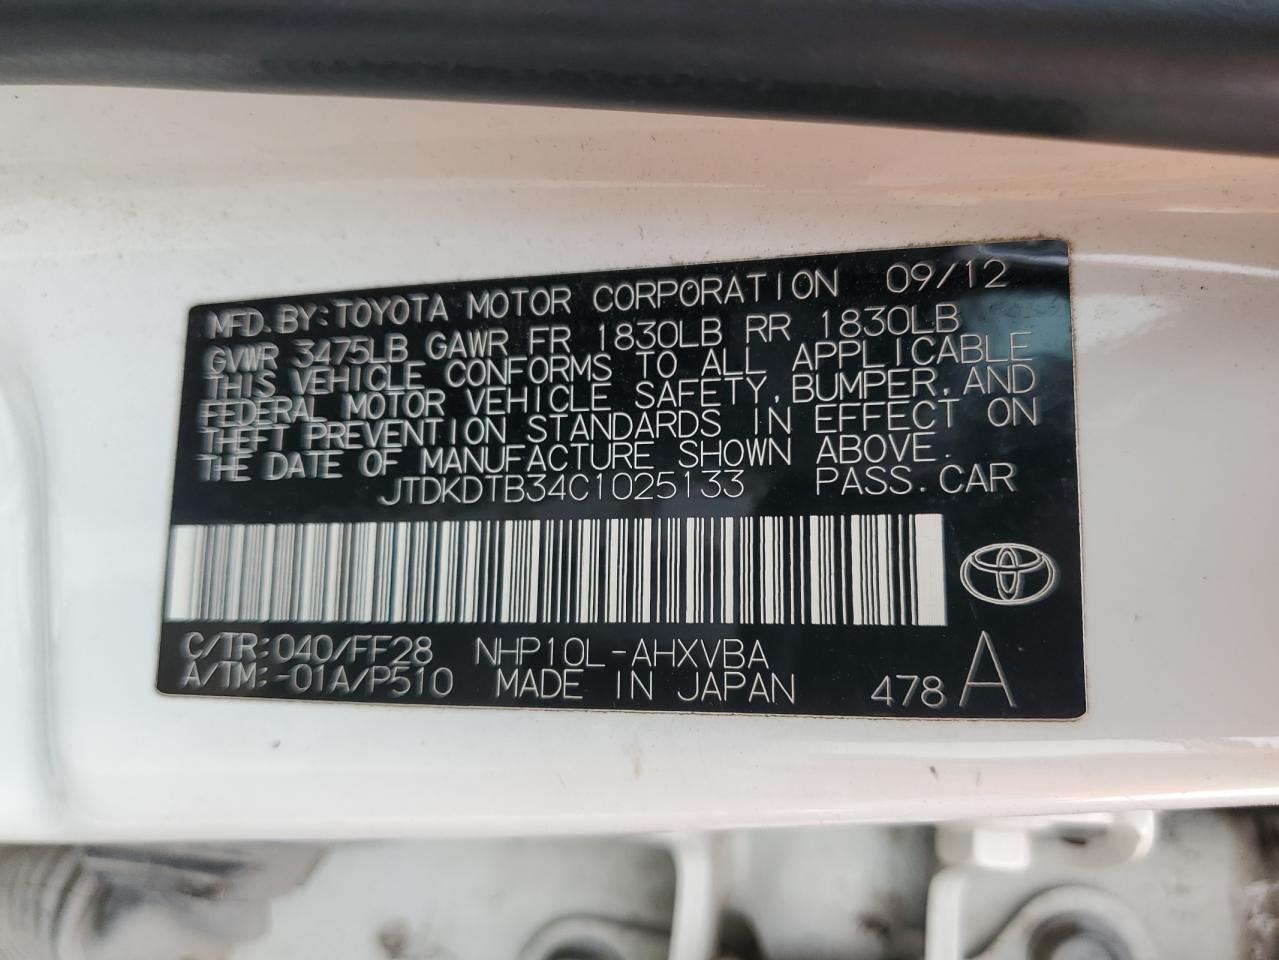 MFD. BY: TOYOTA MOTOR CORPORATION 09/12
GVWR 3475LB GAWR FR 1830LB RR 1830LB
THIS VEHICLE CONFORMS TO ALL APPLICABLE
FEDERAL MOTOR VEHICLE SAFETY, BUMPER, AND
THEFT PREVENTION STANDARDS IN EFFECT ON
THE DATE OF MANUFACTURE SHOWN ABOVE.
JTDKDTB34C1025133 PASS. CAR
C/TR: 040/FF28 NHP10L-AHXVBA
A/TM: -01A/P510 MADE IN JAPAN 478 A